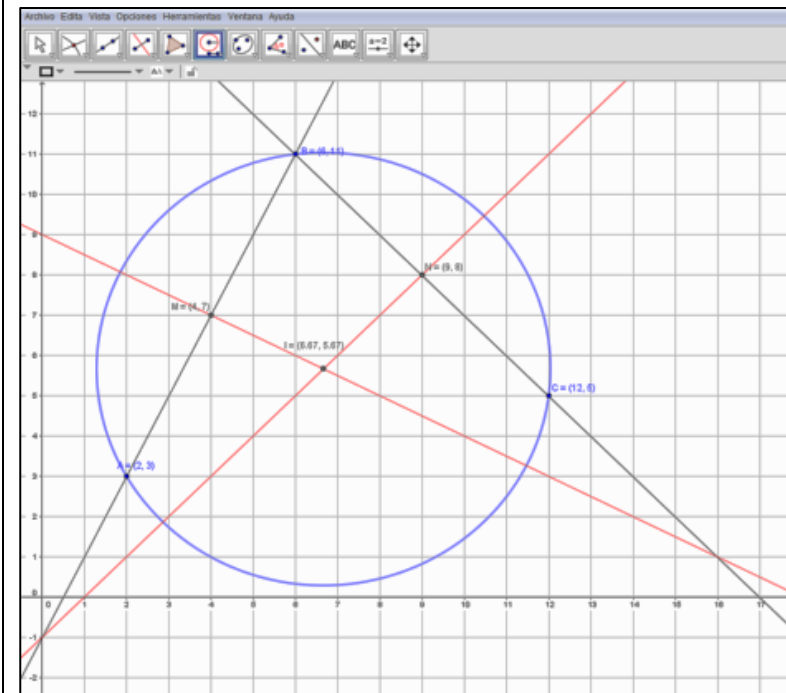 Archivo Edita Vista Opciones Herramientas Ventana Ayuda
ABC a=2
AA
12
11
10
9
8
7
6
5
4
3
2
1
0
-1
-2
B = (6, 11)
N = (9, 8)
M = (4, 7)
I = (6.67, 5.67)
C = (12, 5)
A = (2, 3)
0 1 2 3 4 5 6 7 8 9 10 11 12 13 14 15 16 17